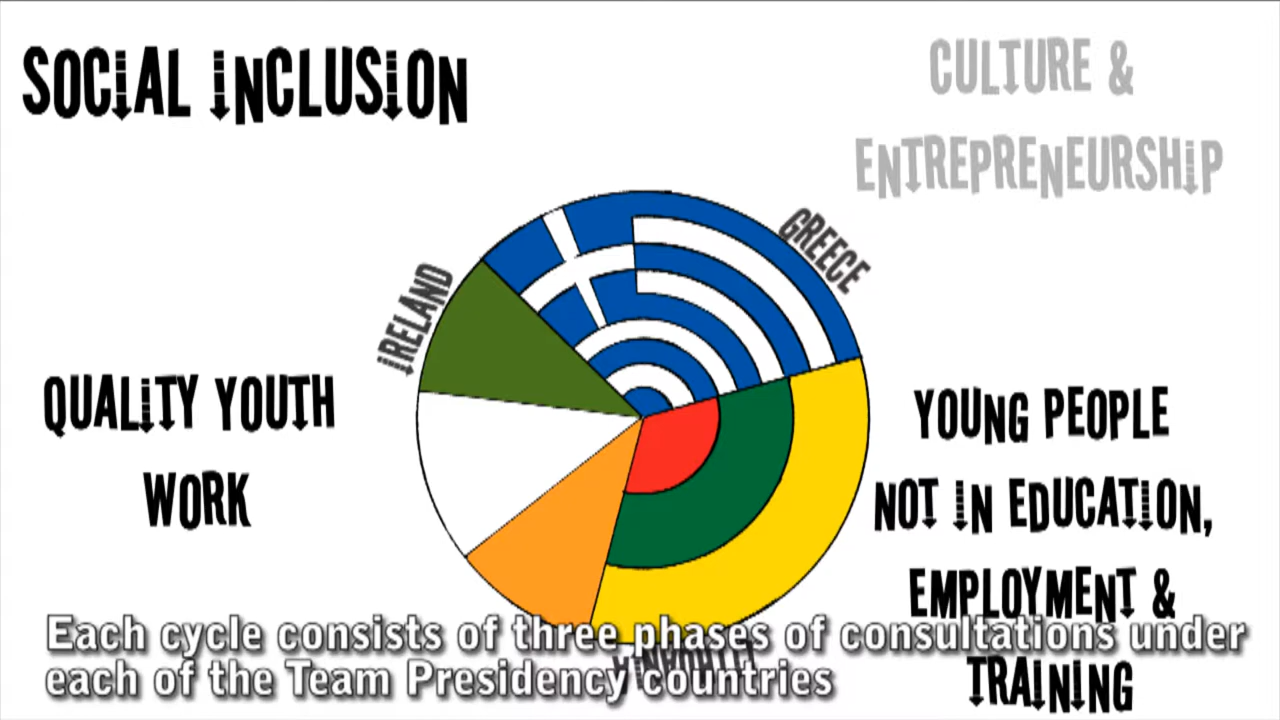 SOCIAL INCLUSION
CULTURE &
ENTREPRENEURSHIP
GREECE
IRELAND
QUALITY YOUTH
WORK
YOUNG PEOPLE
NOT IN EDUCATION,
EMPLOYMENT &
TRAINING
Each cycle consists of three phases of consultations under
each of the Team Presidency countries